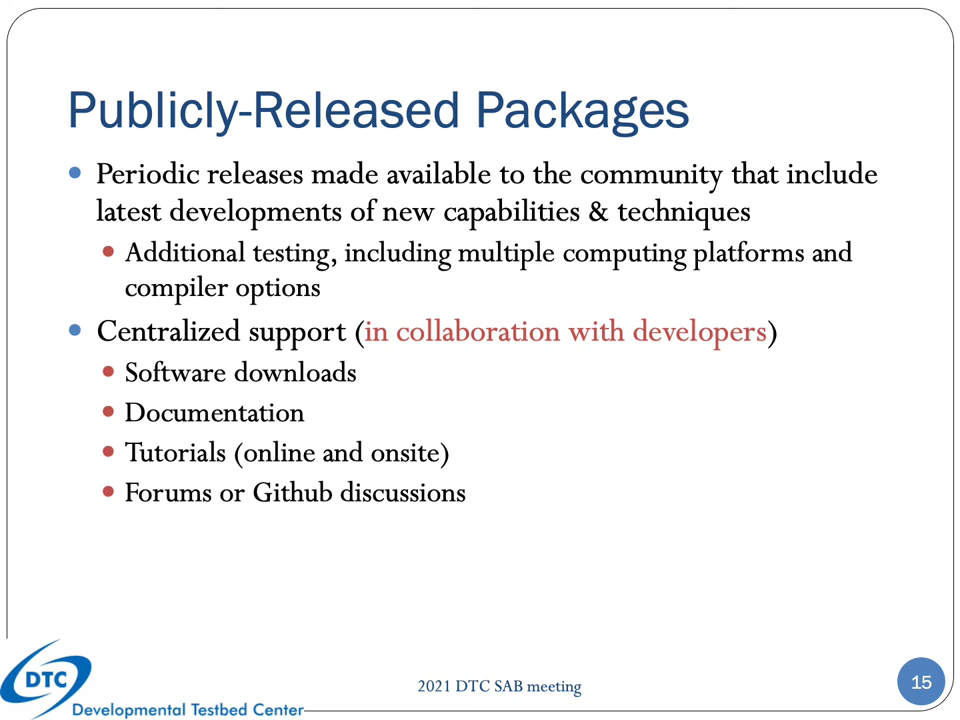 Publicly-Released Packages
Periodic releases made available to the community that include
latest developments of new capabilities & techniques
Additional testing, including multiple computing platforms and
compiler options
Centralized support (in collaboration with developers)
Software downloads
Documentation
Tutorials (online and onsite)
Forums or Github discussions
DTC
Developmental Testbed Center
2021 DTC SAB meeting
15